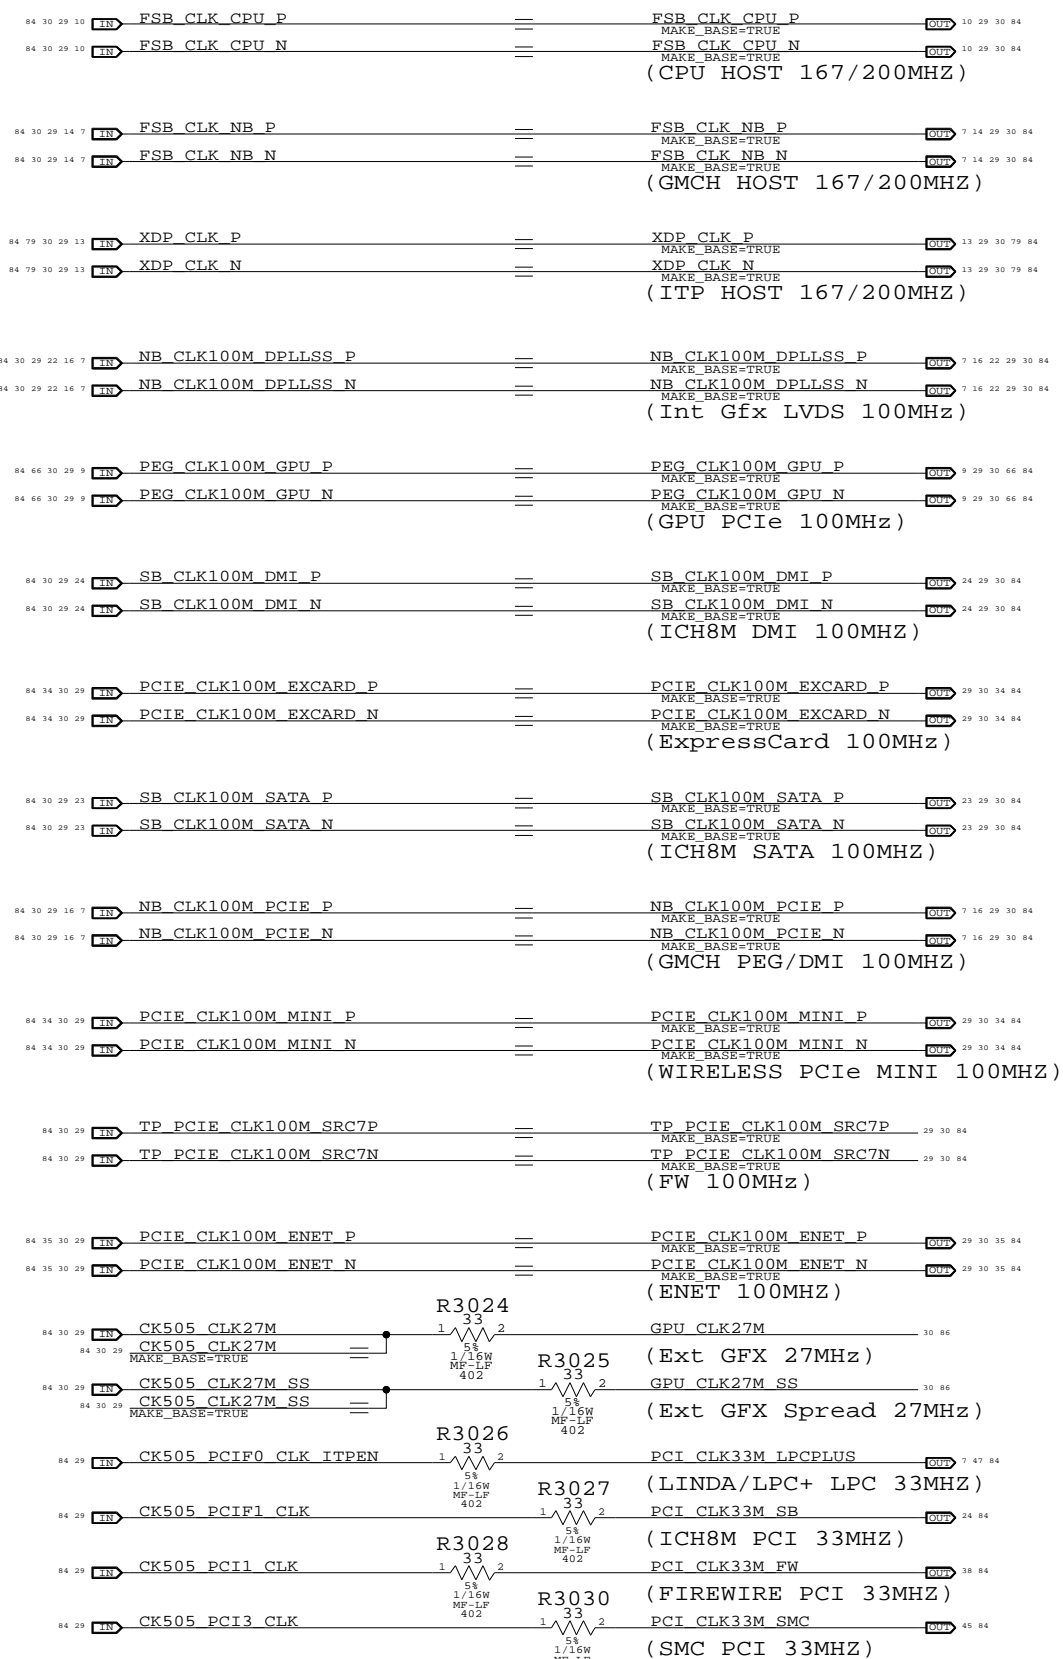 84 30 29 10 IN FSB_CLK_CPU_P FSB_CLK_CPU_P OUT 10 29 30 84
MAKE_BASE=TRUE
84 30 29 10 IN FSB_CLK_CPU_N FSB_CLK_CPU_N OUT 10 29 30 84
MAKE_BASE=TRUE
(CPU HOST 167/200MHZ)
84 30 29 14 7 IN FSB_CLK_NB_P FSB_CLK_NB_P OUT 7 14 29 30 84
MAKE_BASE=TRUE
84 30 29 14 7 IN FSB_CLK_NB_N FSB_CLK_NB_N OUT 7 14 29 30 84
MAKE_BASE=TRUE
(GMCH HOST 167/200MHZ)
84 79 30 29 13 IN XDP_CLK_P XDP_CLK_P OUT 13 29 30 79 84
MAKE_BASE=TRUE
84 79 30 29 13 IN XDP_CLK_N XDP_CLK_N OUT 13 29 30 79 84
MAKE_BASE=TRUE
(ITP HOST 167/200MHZ)
84 30 29 22 16 7 IN NB_CLK100M_DPLLSS_P NB_CLK100M_DPLLSS_P OUT 7 16 22 29 30 84
MAKE_BASE=TRUE
84 30 29 22 16 7 IN NB_CLK100M_DPLLSS_N NB_CLK100M_DPLLSS_N OUT 7 16 22 29 30 84
MAKE_BASE=TRUE
(Int Gfx LVDS 100MHz)
84 66 30 29 9 IN PEG_CLK100M_GPU_P PEG_CLK100M_GPU_P OUT 9 29 30 66 84
MAKE_BASE=TRUE
84 66 30 29 9 IN PEG_CLK100M_GPU_N PEG_CLK100M_GPU_N OUT 9 29 30 66 84
MAKE_BASE=TRUE
(GPU PCIe 100MHz)
84 30 29 24 IN SB_CLK100M_DMI_P SB_CLK100M_DMI_P OUT 24 29 30 84
MAKE_BASE=TRUE
84 30 29 24 IN SB_CLK100M_DMI_N SB_CLK100M_DMI_N OUT 24 29 30 84
MAKE_BASE=TRUE
(ICH8M DMI 100MHZ)
84 34 30 29 IN PCIE_CLK100M_EXCARD_P PCIE_CLK100M_EXCARD_P OUT 29 30 34 84
MAKE_BASE=TRUE
84 34 30 29 IN PCIE_CLK100M_EXCARD_N PCIE_CLK100M_EXCARD_N OUT 29 30 34 84
MAKE_BASE=TRUE
(ExpressCard 100MHz)
84 30 29 23 IN SB_CLK100M_SATA_P SB_CLK100M_SATA_P OUT 23 29 30 84
MAKE_BASE=TRUE
84 30 29 23 IN SB_CLK100M_SATA_N SB_CLK100M_SATA_N OUT 23 29 30 84
MAKE_BASE=TRUE
(ICH8M SATA 100MHZ)
84 30 29 16 7 IN NB_CLK100M_PCIE_P NB_CLK100M_PCIE_P OUT 7 16 29 30 84
MAKE_BASE=TRUE
84 30 29 16 7 IN NB_CLK100M_PCIE_N NB_CLK100M_PCIE_N OUT 7 16 29 30 84
MAKE_BASE=TRUE
(GMCH PEG/DMI 100MHZ)
84 34 30 29 IN PCIE_CLK100M_MINI_P PCIE_CLK100M_MINI_P OUT 29 30 34 84
MAKE_BASE=TRUE
84 34 30 29 IN PCIE_CLK100M_MINI_N PCIE_CLK100M_MINI_N OUT 29 30 34 84
MAKE_BASE=TRUE
(WIRELESS PCIe MINI 100MHZ)
84 30 29 IN TP_PCIE_CLK100M_SRC7P TP_PCIE_CLK100M_SRC7P 29 30 84
MAKE_BASE=TRUE
84 30 29 IN TP_PCIE_CLK100M_SRC7N TP_PCIE_CLK100M_SRC7N 29 30 84
MAKE_BASE=TRUE
(FW 100MHz)
84 35 30 29 IN PCIE_CLK100M_ENET_P PCIE_CLK100M_ENET_P OUT 29 30 35 84
MAKE_BASE=TRUE
84 35 30 29 IN PCIE_CLK100M_ENET_N PCIE_CLK100M_ENET_N OUT 29 30 35 84
MAKE_BASE=TRUE
(ENET 100MHZ)
R3024
33
84 30 29 IN CK505_CLK27M 1 2 GPU_CLK27M 30 86
84 30 29 CK505_CLK27M 5%
MAKE_BASE=TRUE 1/16W
MF-LF
402
(Ext GFX 27MHz)
R3025
33
84 30 29 IN CK505_CLK27M_SS 1 2 GPU_CLK27M_SS 30 86
84 30 29 CK505_CLK27M_SS 5%
MAKE_BASE=TRUE 1/16W
MF-LF
402
(Ext GFX Spread 27MHz)
R3026
33
84 29 IN CK505_PCIF0_CLK_ITPEN 1 2 PCI_CLK33M_LPCPLUS OUT 7 47 84
5%
1/16W
MF-LF
402
(LINDA/LPC+ LPC 33MHZ)
R3027
33
84 29 IN CK505_PCIF1_CLK 1 2 PCI_CLK33M_SB OUT 24 84
5%
1/16W
MF-LF
402
(ICH8M PCI 33MHZ)
R3028
33
84 29 IN CK505_PCI1_CLK 1 2 PCI_CLK33M_FW OUT 38 84
5%
1/16W
MF-LF
402
(FIREWIRE PCI 33MHZ)
R3030
33
84 29 IN CK505_PCI3_CLK 1 2 PCI_CLK33M_SMC OUT 45 84
5%
1/16W
(SMC PCI 33MHZ)